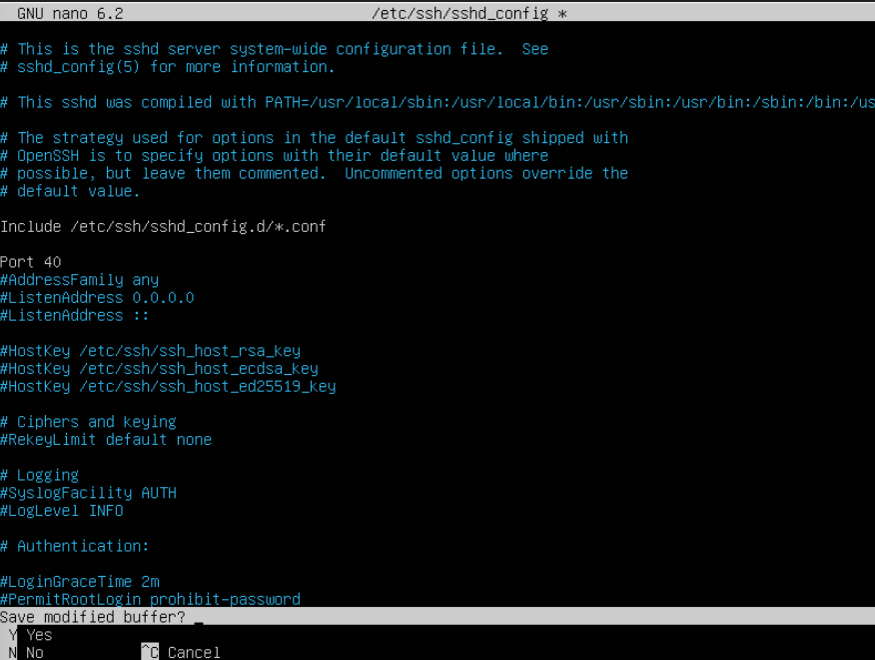 GNU nano 6.2 /etc/ssh/sshd_config *
# This is the sshd server system-wide configuration file.  See
# sshd_config(5) for more information.
# This sshd was compiled with PATH=/usr/local/sbin:/usr/local/bin:/usr/sbin:/usr/bin:/sbin:/bin:/us
# The strategy used for options in the default sshd_config shipped with
# OpenSSH is to specify options with their default value where
# possible, but leave them commented.  Uncommented options override the
# default value.
Include /etc/ssh/sshd_config.d/*.conf
Port 40
#AddressFamily any
#ListenAddress 0.0.0.0
#ListenAddress ::
#HostKey /etc/ssh/ssh_host_rsa_key
#HostKey /etc/ssh/ssh_host_ecdsa_key
#HostKey /etc/ssh/ssh_host_ed25519_key
# Ciphers and keying
#RekeyLimit default none
# Logging
#SyslogFacility AUTH
#LogLevel INFO
# Authentication:
#LoginGraceTime 2m
#PermitRootLogin prohibit-password
Save modified buffer?
Y Yes
N No ^C Cancel